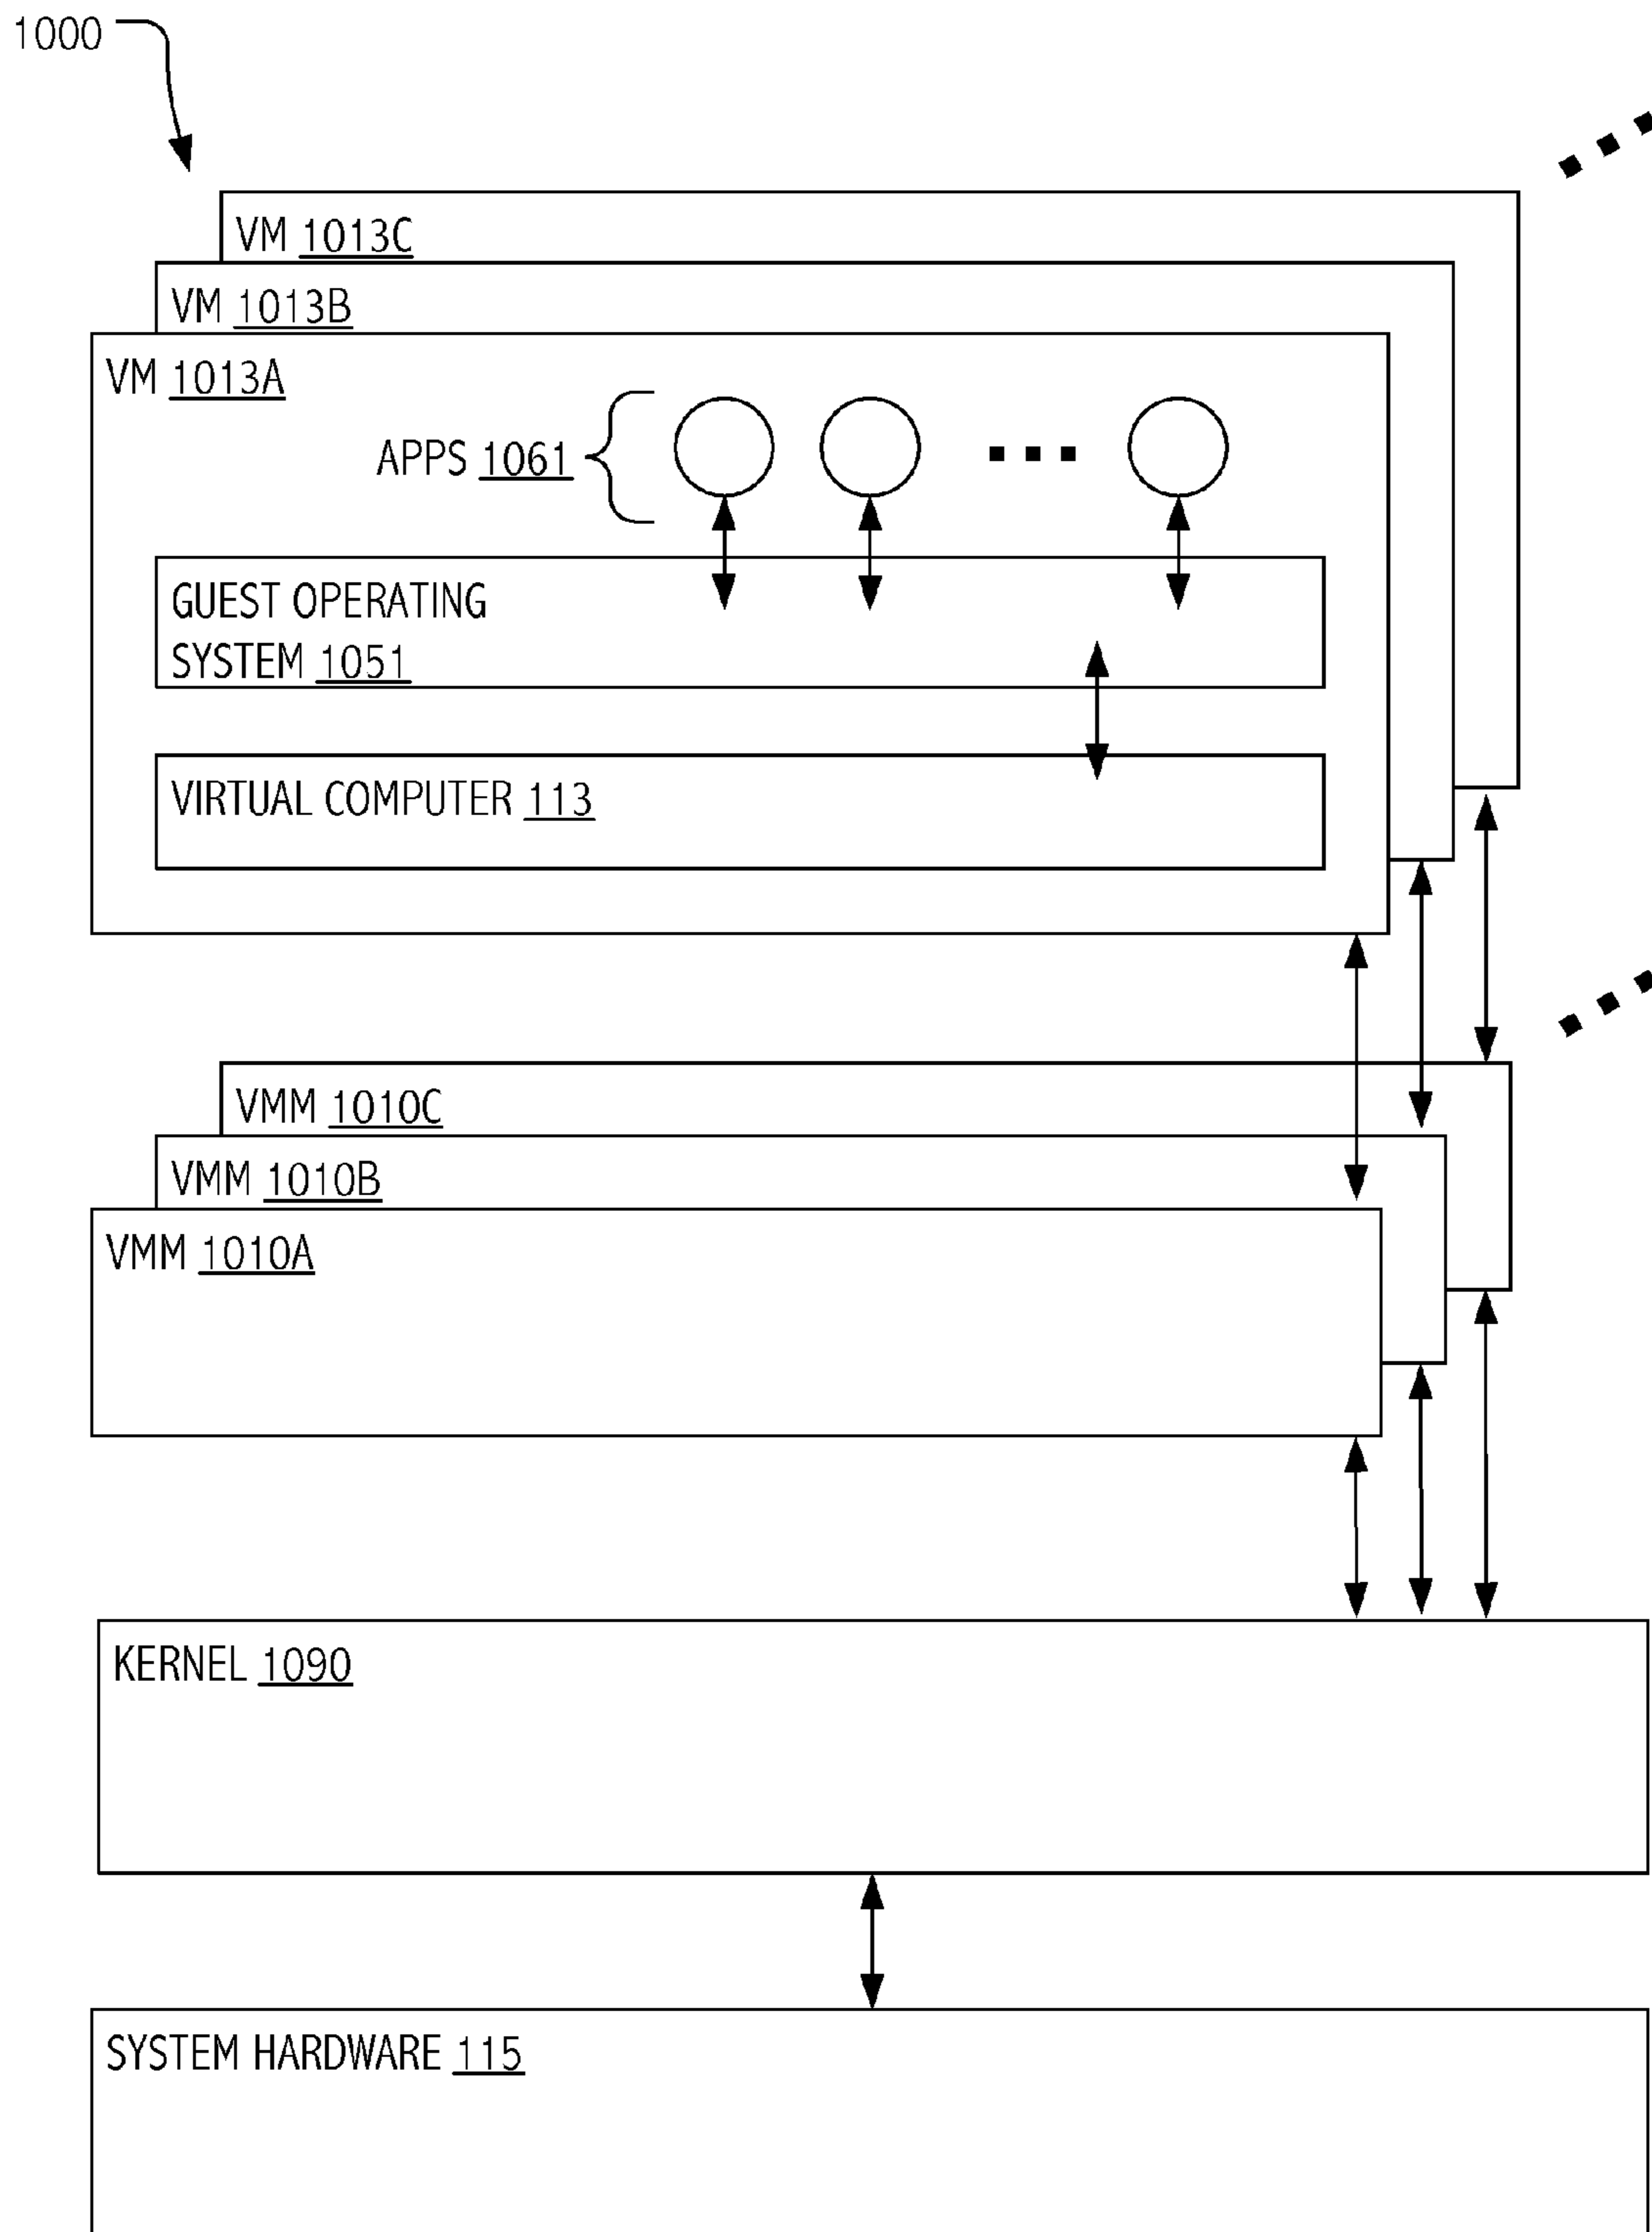 1000
VM 1013C
VM 1013B
VM 1013A
APPS 1061
GUEST OPERATING
SYSTEM 1051
VIRTUAL COMPUTER 113
VMM 1010C
VMM 1010B
VMM 1010A
KERNEL 1090
SYSTEM HARDWARE 115